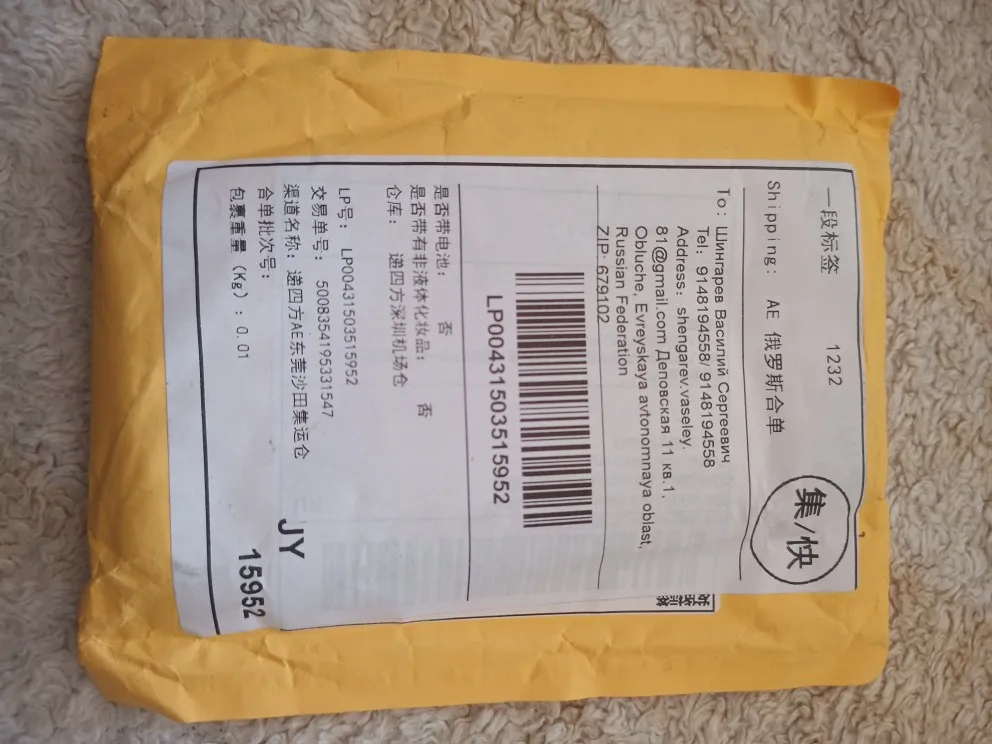 一段标签 1232
Shipping: AE 俄罗斯合单
集/快
To: Шингарев Василий Сергеевич
Tel: 9148194558/ 9148194558
Address: shengarev.vaseley.
81@gmail.com Деповская 11 кв.1,
Obluche, Evreyskaya avtonomnaya oblast,
Russian Federation
ZIP: 679102
LP00431503515952
是否带电池: 否
是否带有非液体化妆品: 否
仓库: 递四方深圳机场仓
LP号: LP00431503515952
交易单号: 5008354195331547
渠道名称: 递四方AE东莞沙田集运仓
合单批次号:
包裹重量 (Kg): 0.01
JY
15952